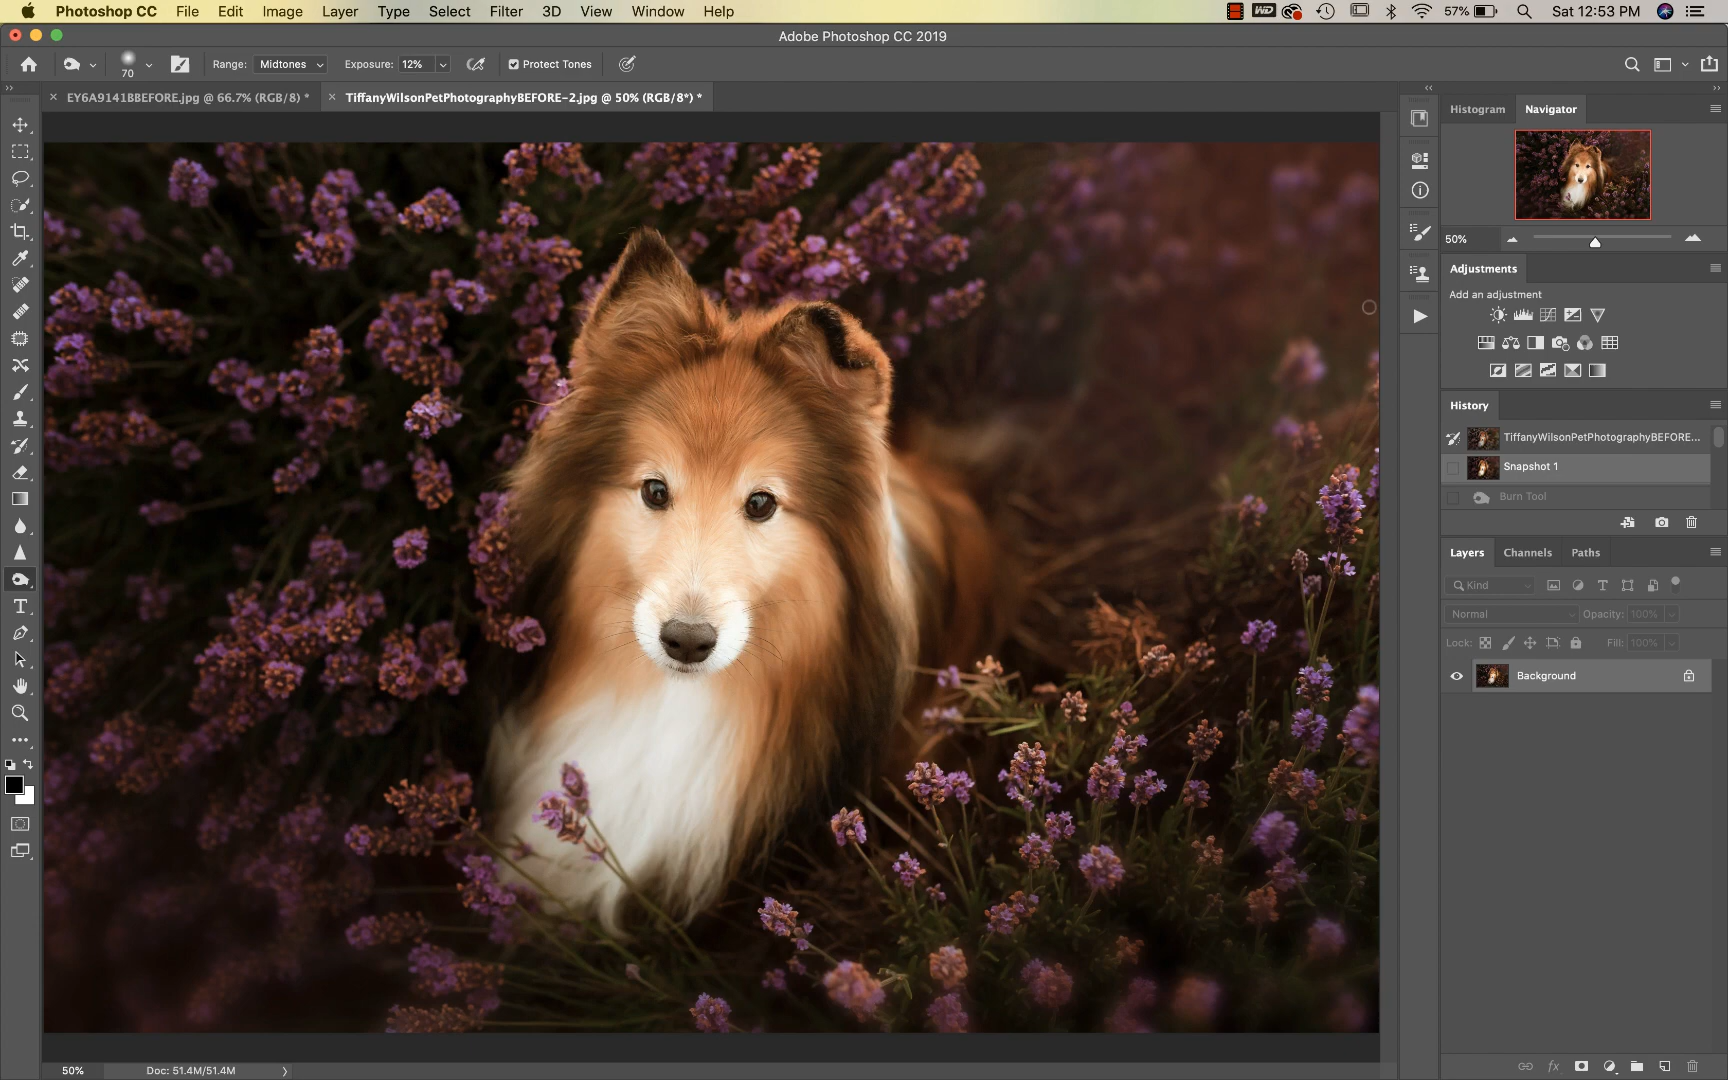 Photoshop CC File Edit Image Layer Type Select Filter 3D View Window Help WD 57% Sat 12:53 PM
Adobe Photoshop CC 2019
70 Range: Midtones Exposure: 12% Protect Tones
EY6A9141BBEFORE.jpg @ 66.7% (RGB/8) * TiffanyWilsonPetPhotographyBEFORE-2.jpg @ 50% (RGB/8*) *
Histogram Navigator
50%
Adjustments
Add an adjustment
History
TiffanyWilsonPetPhotographyBEFORE...
Snapshot 1
Burn Tool
Layers Channels Paths
Kind
Normal Opacity: 100%
Lock: Fill: 100%
Background
fx
50% Doc: 51.4M/51.4M